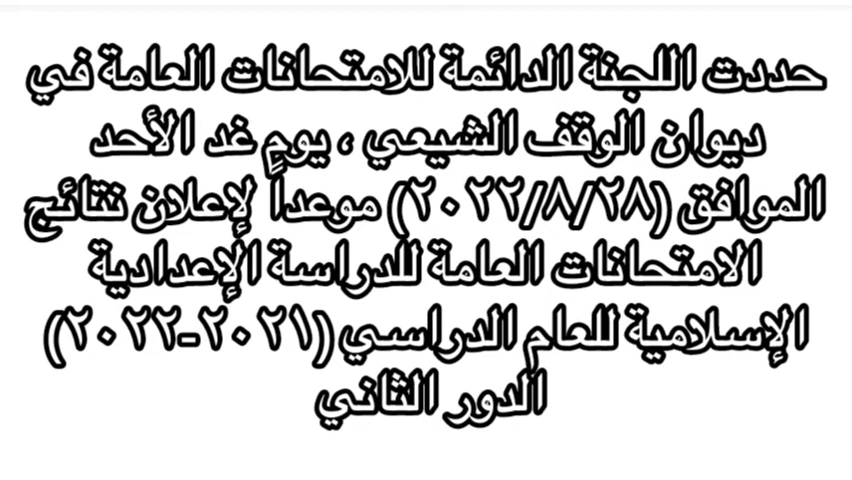 حددت اللجنة الدائمة للامتحانات العامة في
ديوان الوقف الشيعي ، يوم غد الأحد
الموافق (٢٠٢٢/٨/٢٨) موعداً لإعلان نتائج
الامتحانات العامة للدراسة الإعدادية
الإسلامية للعام الدراسي (٢٠٢١-٢٠٢٢)
الدور الثاني